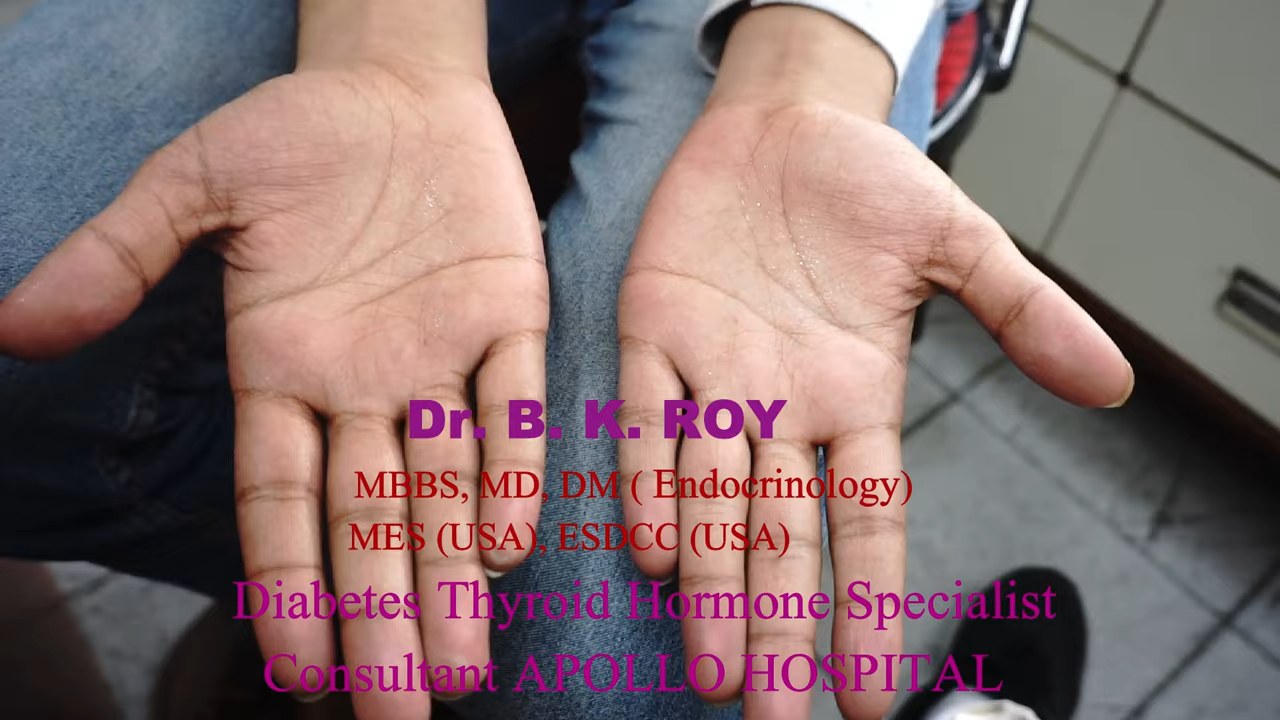 Dr. B. K. ROY
MBBS, MD, DM ( Endocrinology)
MES (USA), ESDCC (USA)
Diabetes Thyroid Hormone Specialist
Consultant APOLLO HOSPITAL